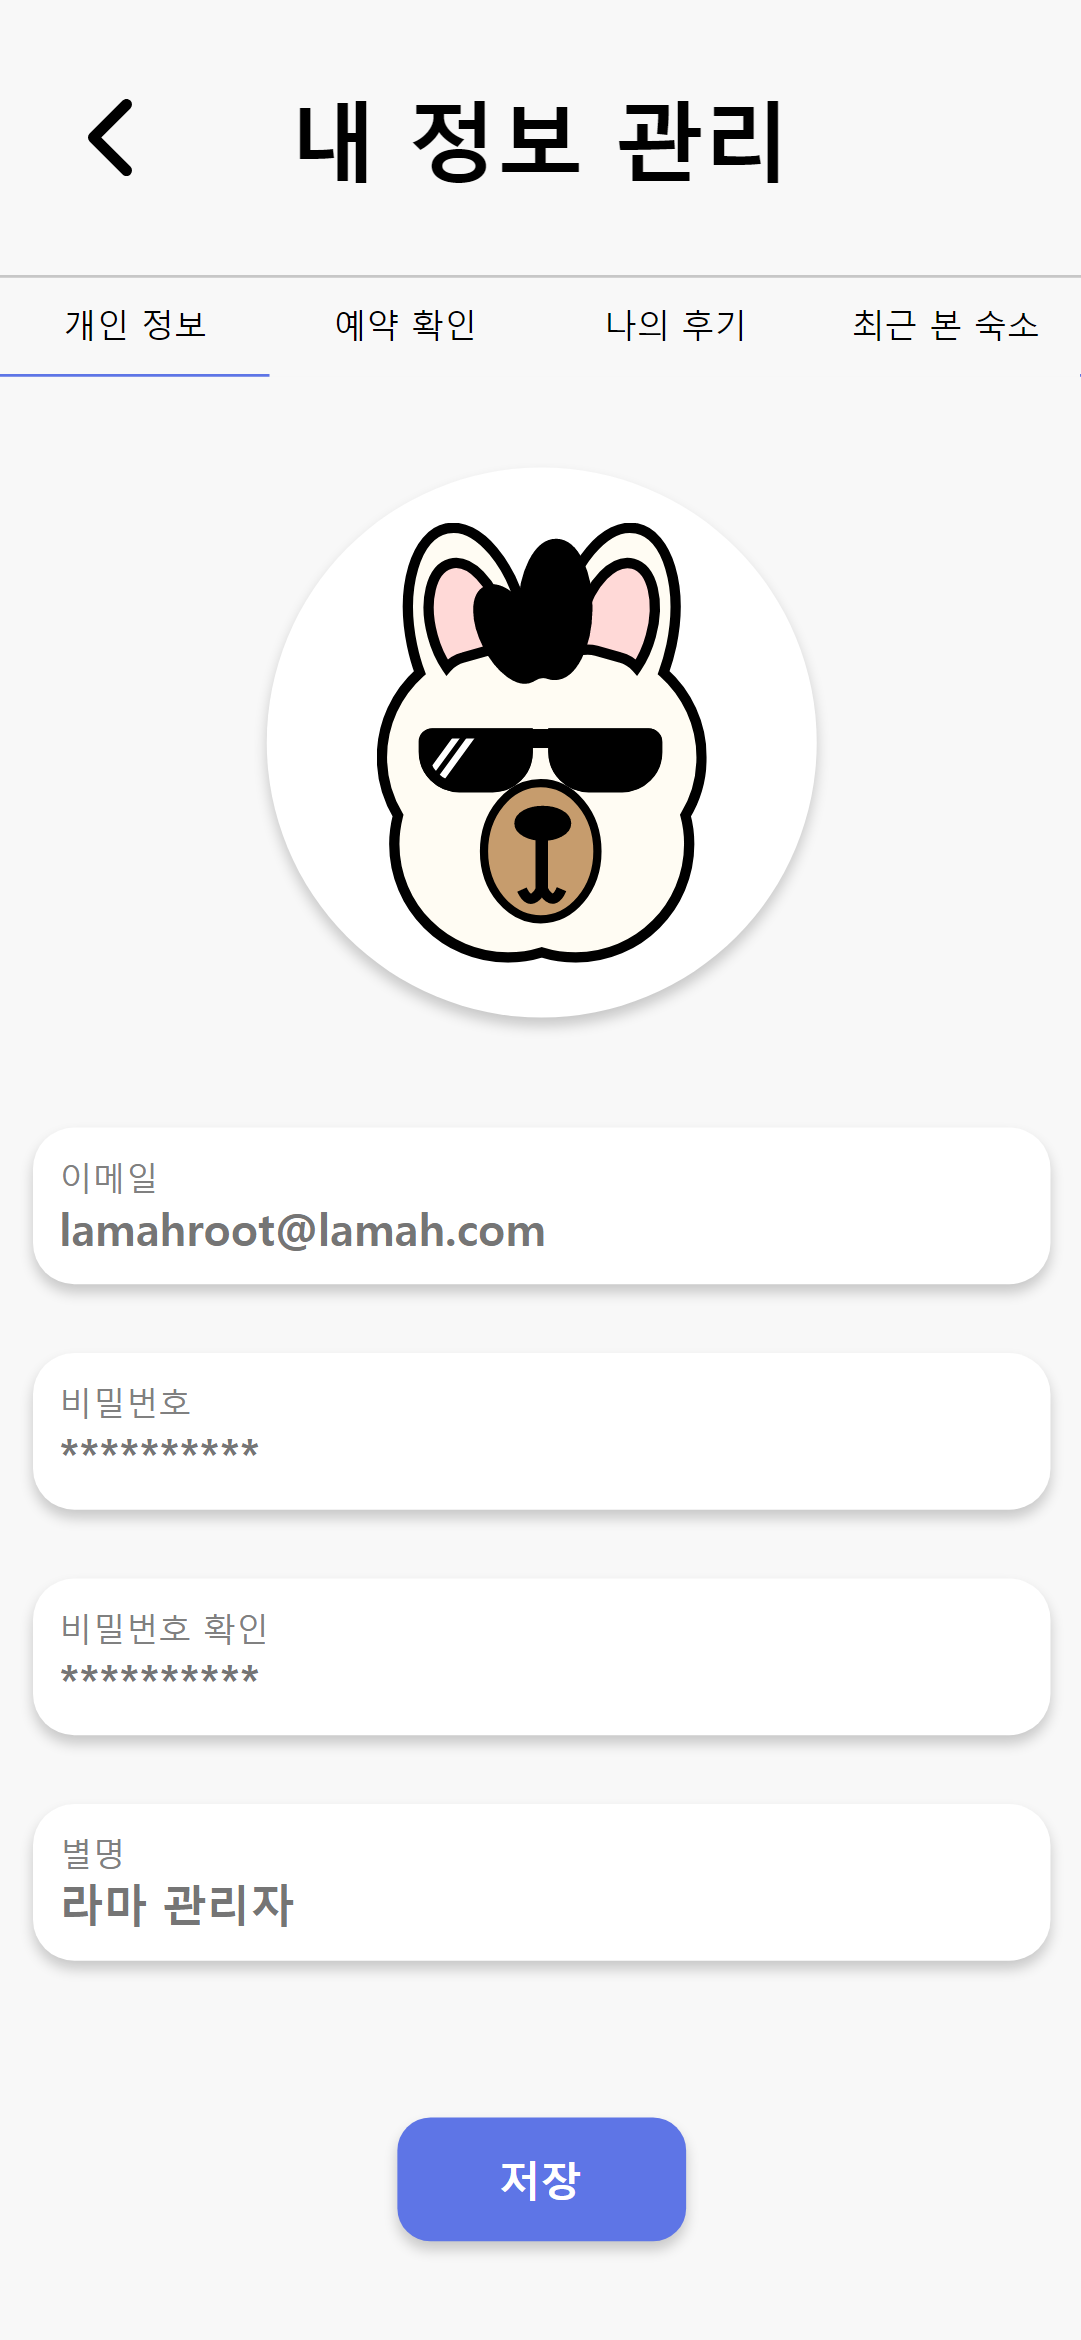 내 정보 관리
개인 정보 예약 확인 나의 후기 최근 본 숙소
이메일
lamahroot@lamah.com
비밀번호
**********
비밀번호 확인
**********
별명
라마 관리자
저장